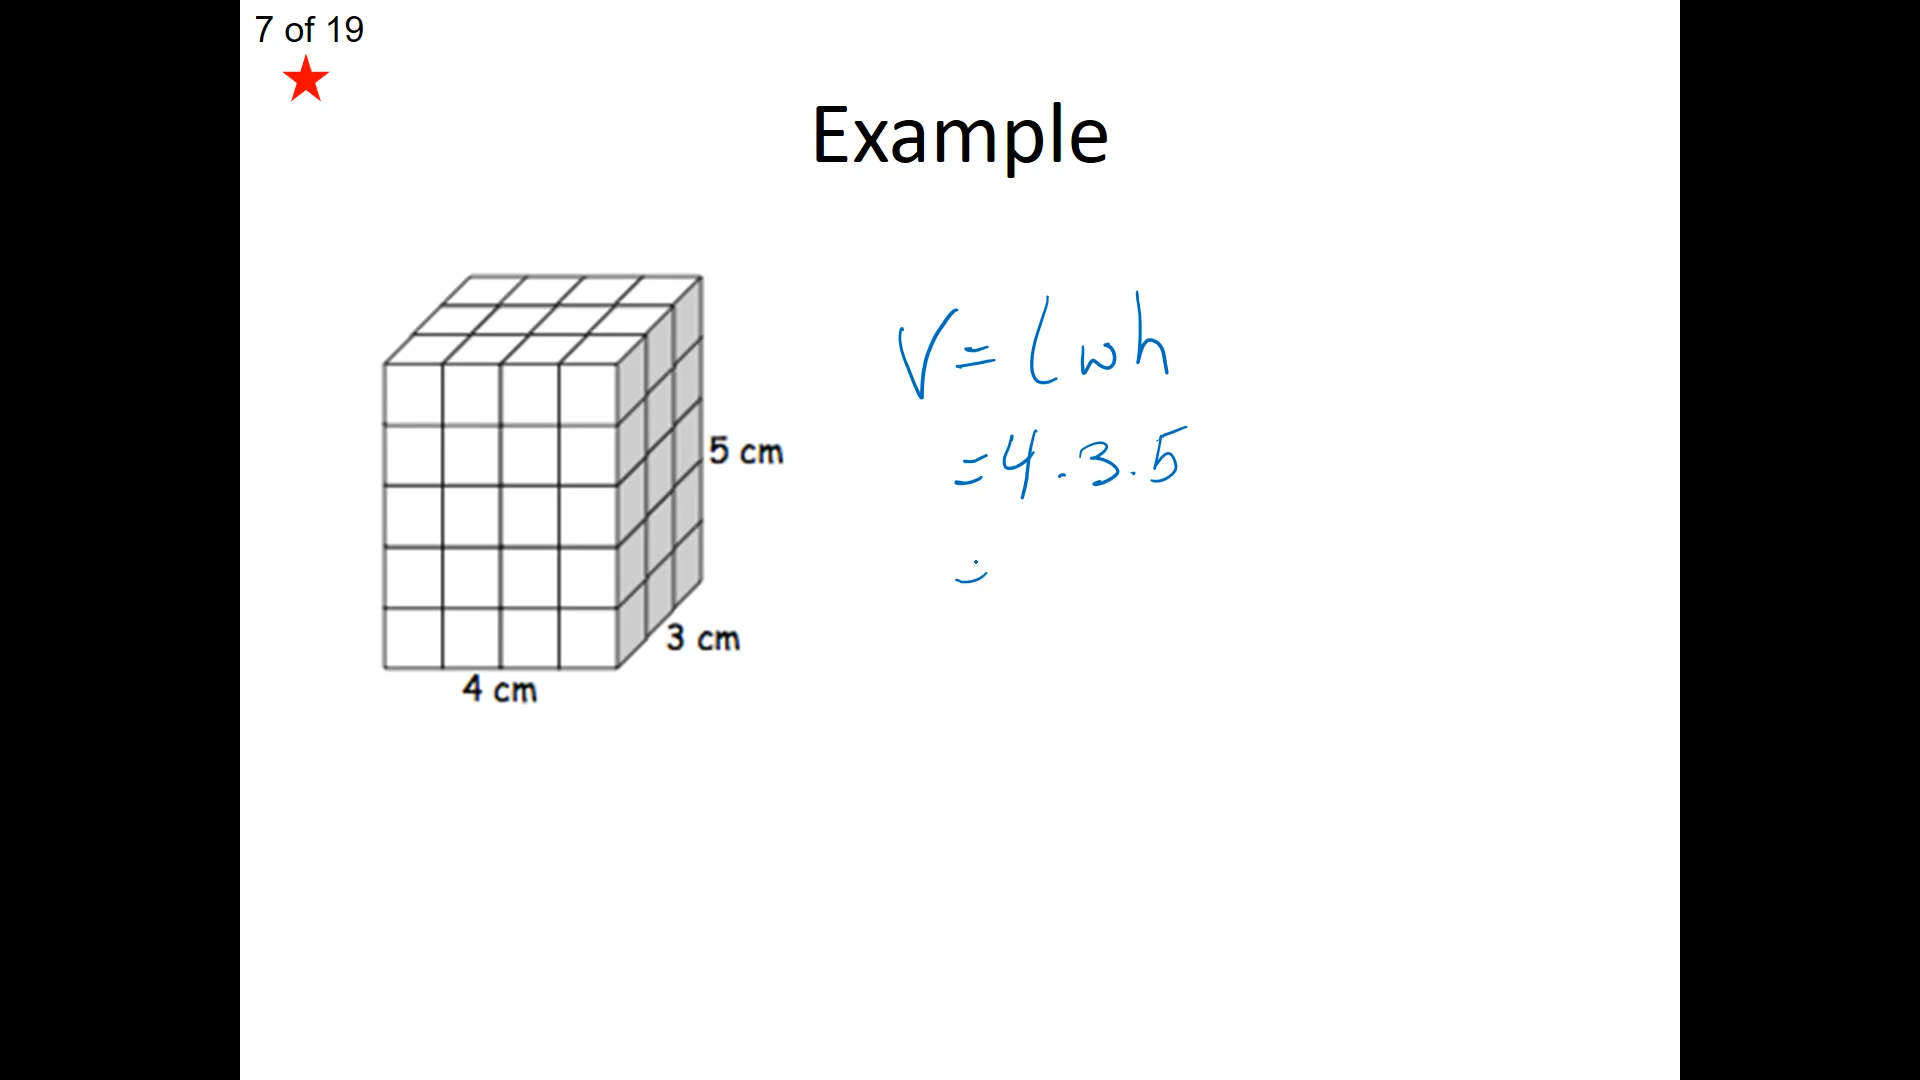 7 of 19
Example
V = lwh
= 4 . 3 . 5
=
5 cm
3 cm
4 cm